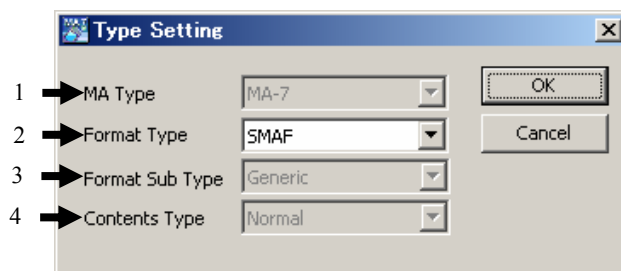 Type Setting
1 MA Type MA-7 OK
2 Format Type SMAF Cancel
3 Format Sub Type Generic
4 Contents Type Normal